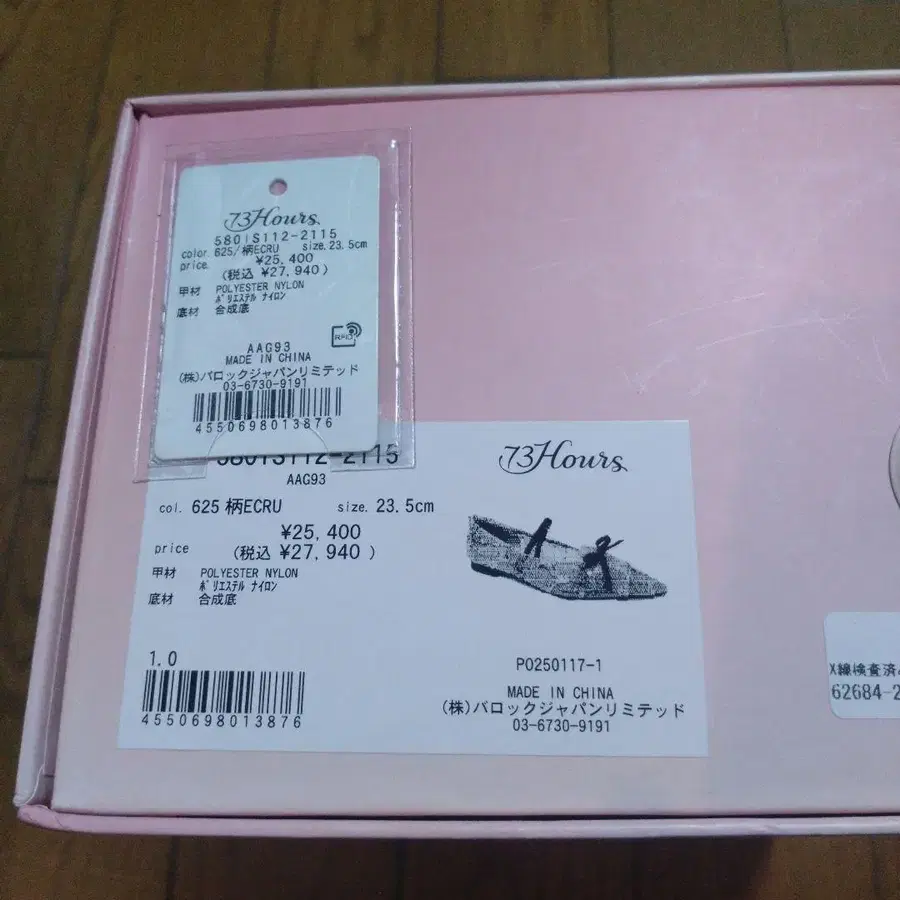 73Hours
580IS112-2115
color. 625/柄ECRU size. 23.5cm
price. ¥25,400
(税込 ¥27,940)
甲材 POLYESTER NYLON
ポリエステル ナイロン
底材 合成底
RFID
AAG93
MADE IN CHINA
(株)バロックジャパンリミテッド
03-6730-9191
4550698013876
580IS112-2115
AAG93
73Hours
col. 625 柄ECRU size. 23.5cm
price ¥25,400
(税込 ¥27,940 )
甲材 POLYESTER NYLON
ポリエステル ナイロン
底材 合成底
1.0
4550698013876
PO250117-1
MADE IN CHINA
(株)バロックジャパンリミテッド
03-6730-9191
X線検査済
62684-2